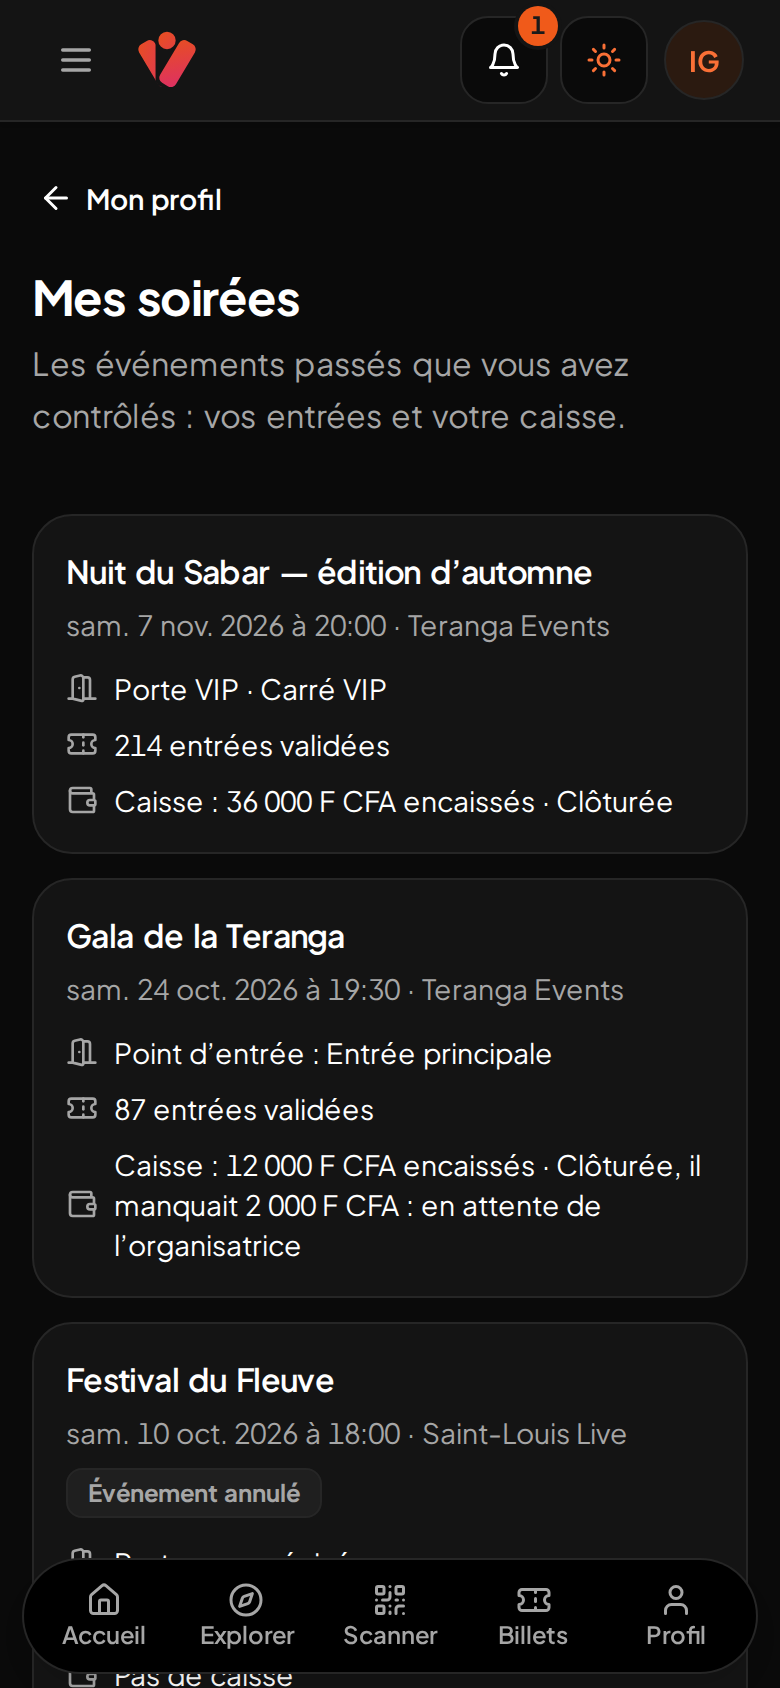 1
IG
Mon profil
Mes soirées
Les événements passés que vous avez
contrôlés : vos entrées et votre caisse.
Nuit du Sabar — édition d’automne
sam. 7 nov. 2026 à 20:00 · Teranga Events
Porte VIP · Carré VIP
214 entrées validées
Caisse : 36 000 F CFA encaissés · Clôturée
Gala de la Teranga
sam. 24 oct. 2026 à 19:30 · Teranga Events
Point d’entrée : Entrée principale
87 entrées validées
Caisse : 12 000 F CFA encaissés · Clôturée, il
manquait 2 000 F CFA : en attente de
l’organisatrice
Festival du Fleuve
sam. 10 oct. 2026 à 18:00 · Saint-Louis Live
Événement annulé
Accueil
Explorer
Scanner
Billets
Profil
Pas de caisse